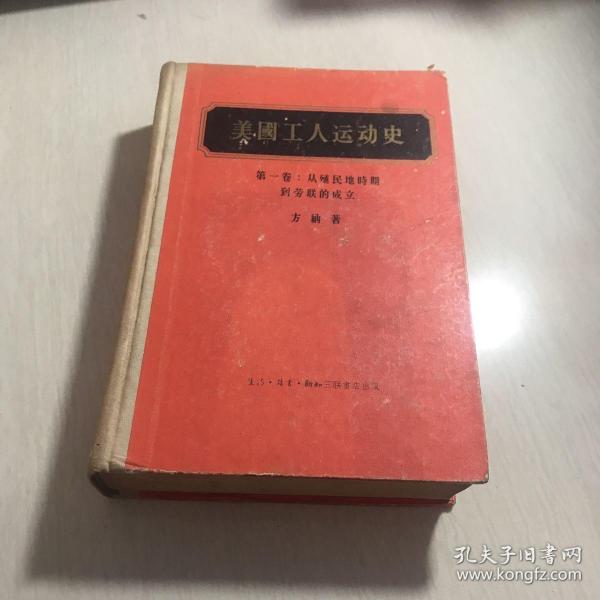 美國工人运动史
第一卷：从殖民地時期
到劳联的成立
方納 著
生活·读书·新知三联書店出版
孔夫子旧书网
www.kongfz.com